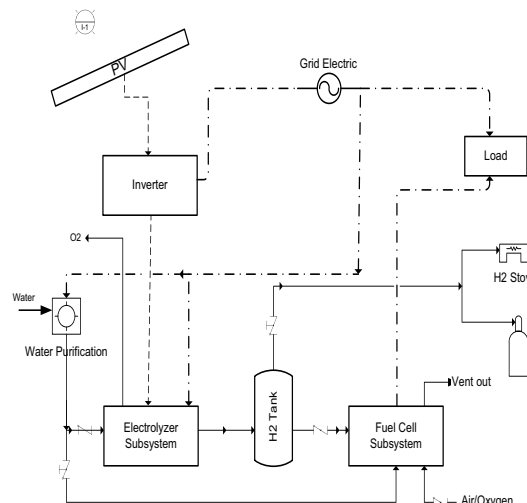 I-1
PV
Grid Electric
Inverter
Load
O2
H2 Stov
Water
Water Purification
Electrolyzer
Subsystem
H2 Tank
Fuel Cell
Subsystem
Vent out
Air/Oxygen